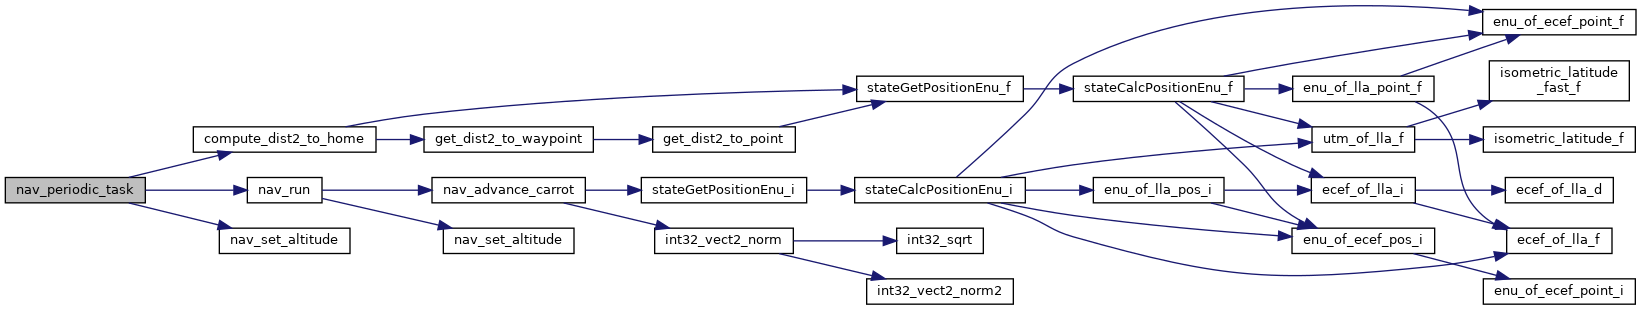 enu_of_ecef_point_f
isometric_latitude
_fast_f
stateGetPositionEnu_f
stateCalcPositionEnu_f
enu_of_lla_point_f
compute_dist2_to_home
get_dist2_to_waypoint
get_dist2_to_point
utm_of_lla_f
isometric_latitude_f
nav_periodic_task
nav_run
nav_advance_carrot
stateGetPositionEnu_i
stateCalcPositionEnu_i
enu_of_lla_pos_i
ecef_of_lla_i
ecef_of_lla_d
nav_set_altitude
nav_set_altitude
int32_vect2_norm
int32_sqrt
enu_of_ecef_pos_i
ecef_of_lla_f
int32_vect2_norm2
enu_of_ecef_point_i